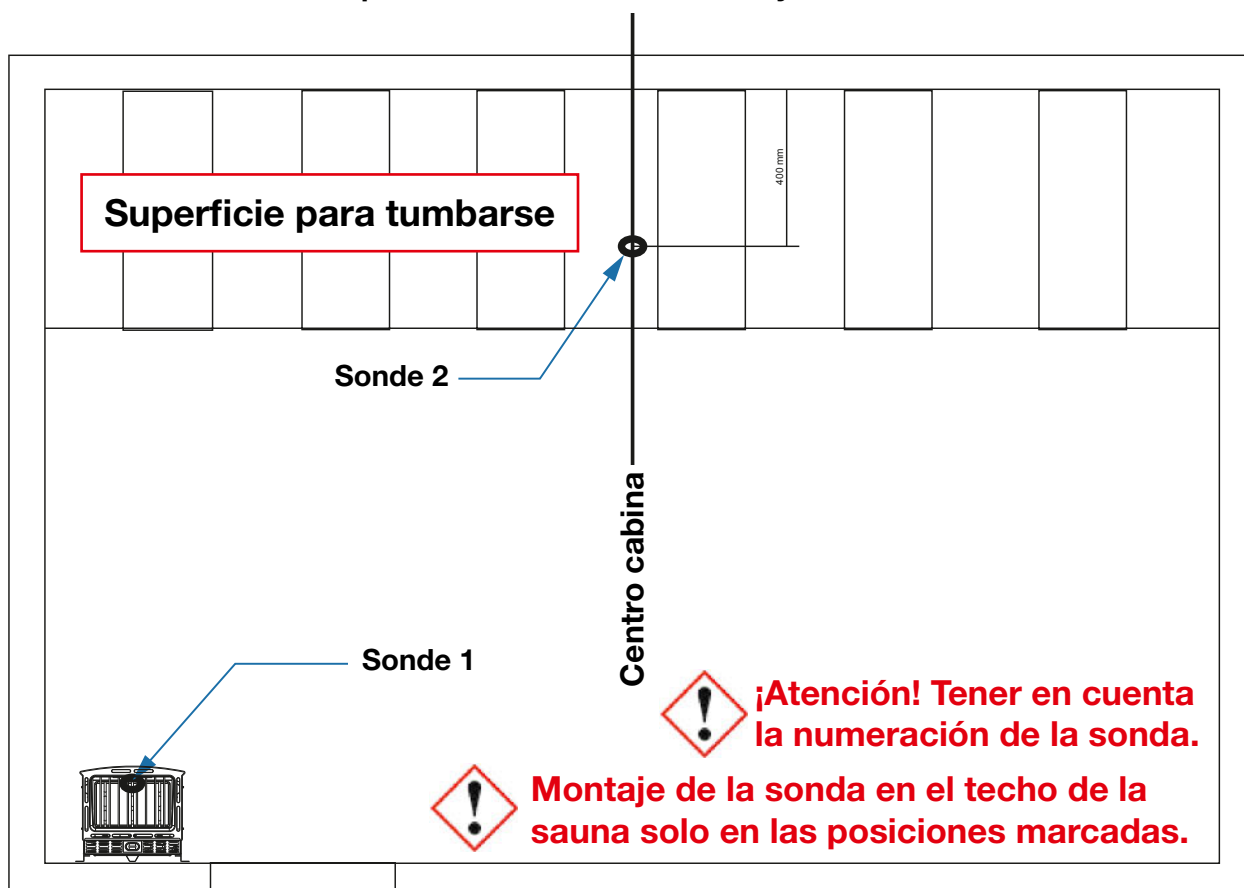 400 mm
Superficie para tumbarse
Sonde 2
Centro cabina
Sonde 1
¡Atención! Tener en cuenta
la numeración de la sonda.
Montaje de la sonda en el techo de la
sauna solo en las posiciones marcadas.